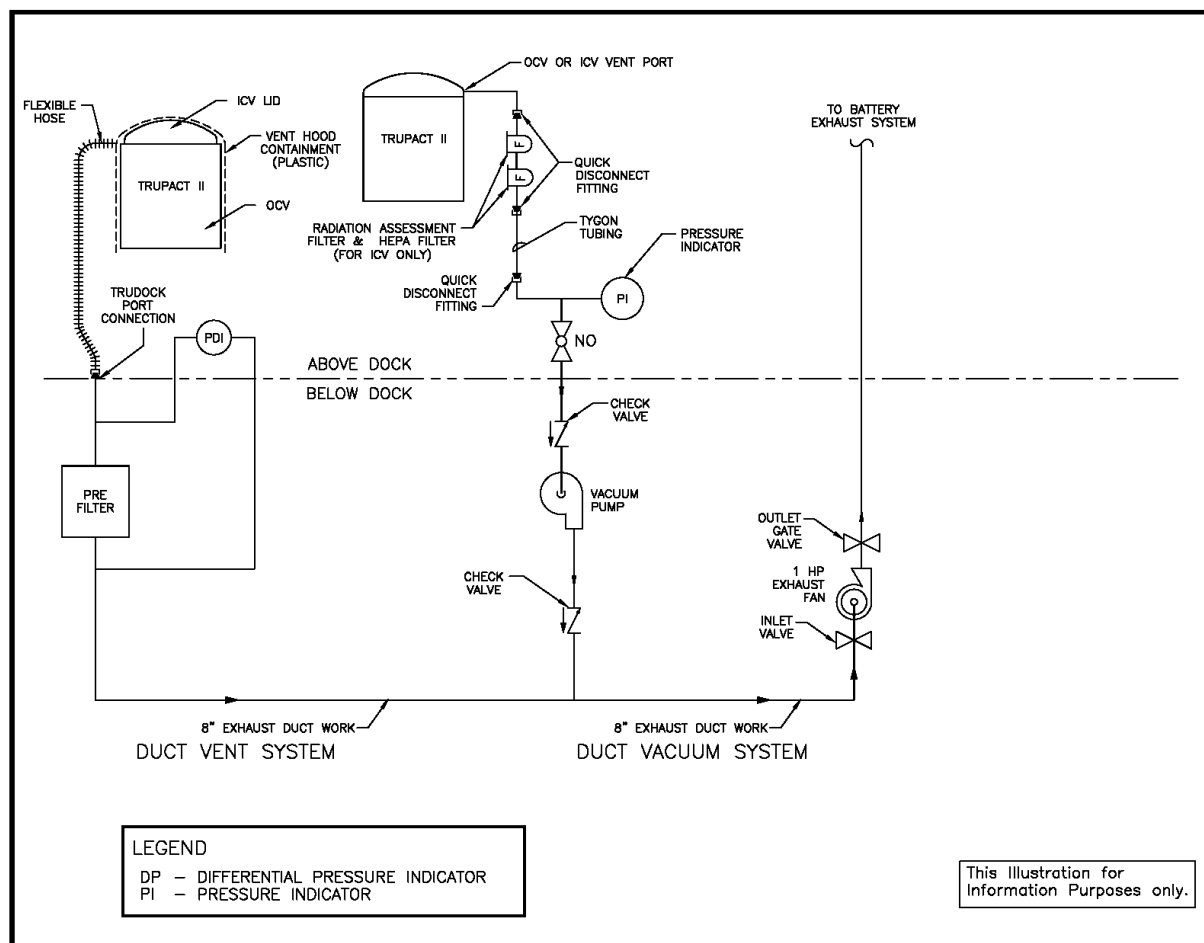 OCV OR ICV VENT PORT
ICV LID
FLEXIBLE
HOSE
VENT HOOD
CONTAINMENT
(PLASTIC)
TRUPACT II
OCV
TRUPACT II
F
F
QUICK
DISCONNECT
FITTING
RADIATION ASSESSMENT
FILTER & HEPA FILTER
(FOR ICV ONLY)
TYGON
TUBING
PRESSURE
INDICATOR
QUICK
DISCONNECT
FITTING
PI
NO
TO BATTERY
EXHAUST SYSTEM
TRUDOCK
PORT
CONNECTION
PDI
ABOVE DOCK
BELOW DOCK
CHECK
VALVE
PRE
FILTER
VACUUM
PUMP
CHECK
VALVE
OUTLET
GATE
VALVE
1 HP
EXHAUST
FAN
INLET
VALVE
8" EXHAUST DUCT WORK
8" EXHAUST DUCT WORK
DUCT VENT SYSTEM
DUCT VACUUM SYSTEM
LEGEND
DP – DIFFERENTIAL PRESSURE INDICATOR
PI – PRESSURE INDICATOR
This Illustration for
Information Purposes only.